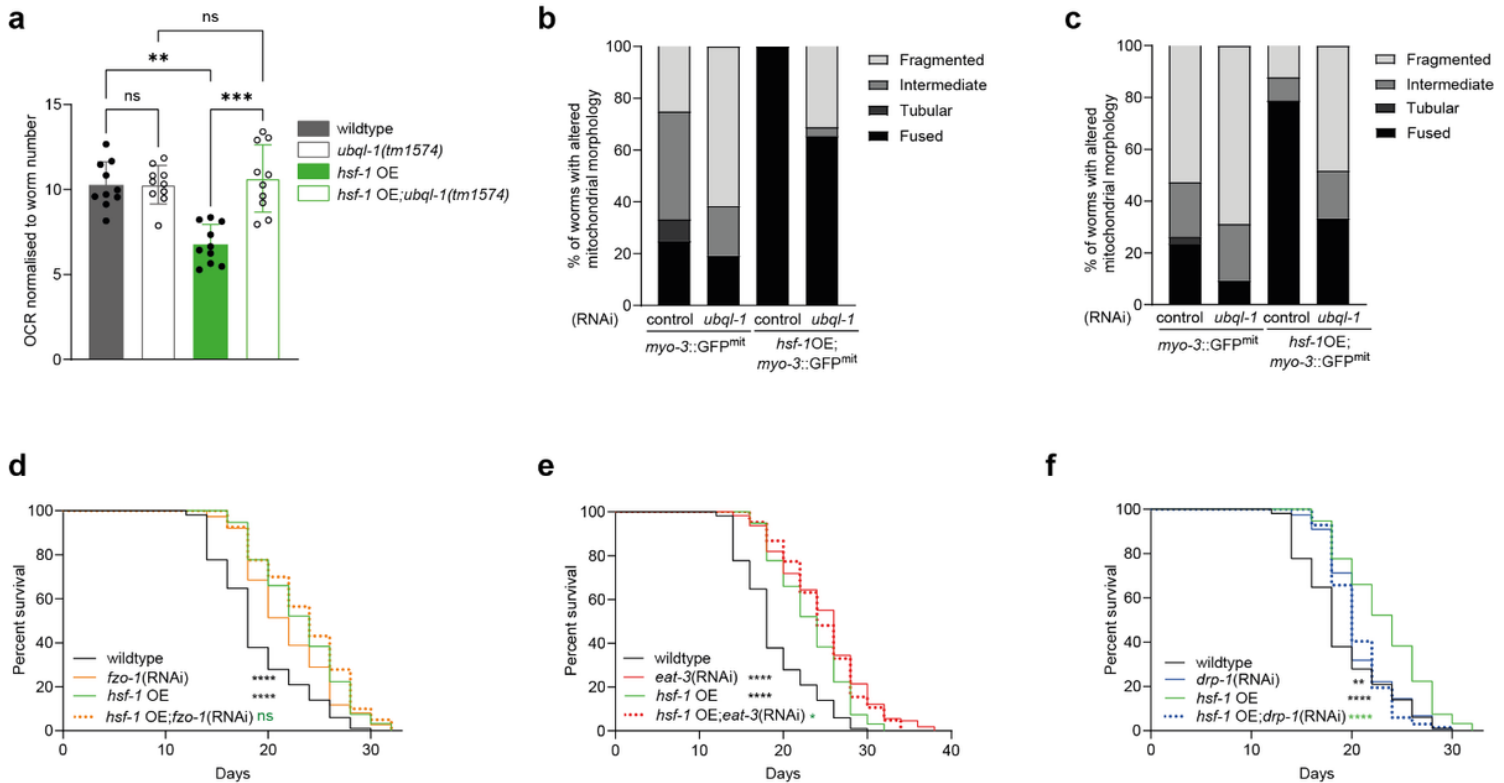 a
ns
**
ns
***
OCR normalised to worm number
15
10
5
0
wildtype
ubql-1(tm1574)
hsf-1 OE
hsf-1 OE;ubql-1(tm1574)
b
% of worms with altered
mitochondrial morphology
100
80
60
40
20
0
Fragmented
Intermediate
Tubular
Fused
(RNAi)
control ubql-1 control ubql-1
myo-3::GFPmit
hsf-1OE;
myo-3::GFPmit
c
% of worms with altered
mitochondrial morphology
100
80
60
40
20
0
Fragmented
Intermediate
Tubular
Fused
(RNAi)
control ubql-1 control ubql-1
myo-3::GFPmit
hsf-1OE;
myo-3::GFPmit
d
Percent survival
100
80
60
40
20
0
wildtype
fzo-1(RNAi) ****
hsf-1 OE ****
hsf-1 OE;fzo-1(RNAi) ns
0 10 20 30
Days
e
Percent survival
100
80
60
40
20
0
wildtype
eat-3(RNAi) ****
hsf-1 OE ****
hsf-1 OE;eat-3(RNAi) *
0 10 20 30 40
Days
f
Percent survival
100
80
60
40
20
0
wildtype
drp-1(RNAi) **
hsf-1 OE ****
hsf-1 OE;drp-1(RNAi) ****
0 10 20 30
Days